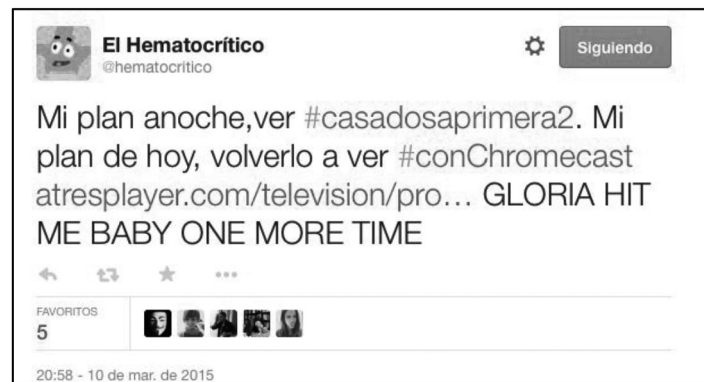 El Hematocrítico
@hematocritico
Siguiendo
Mi plan anoche,ver #casadosaprimera2. Mi
plan de hoy, volverlo a ver #conChromecast
atresplayer.com/television/pro... GLORIA HIT
ME BABY ONE MORE TIME
FAVORITOS
5
20:58 - 10 de mar. de 2015